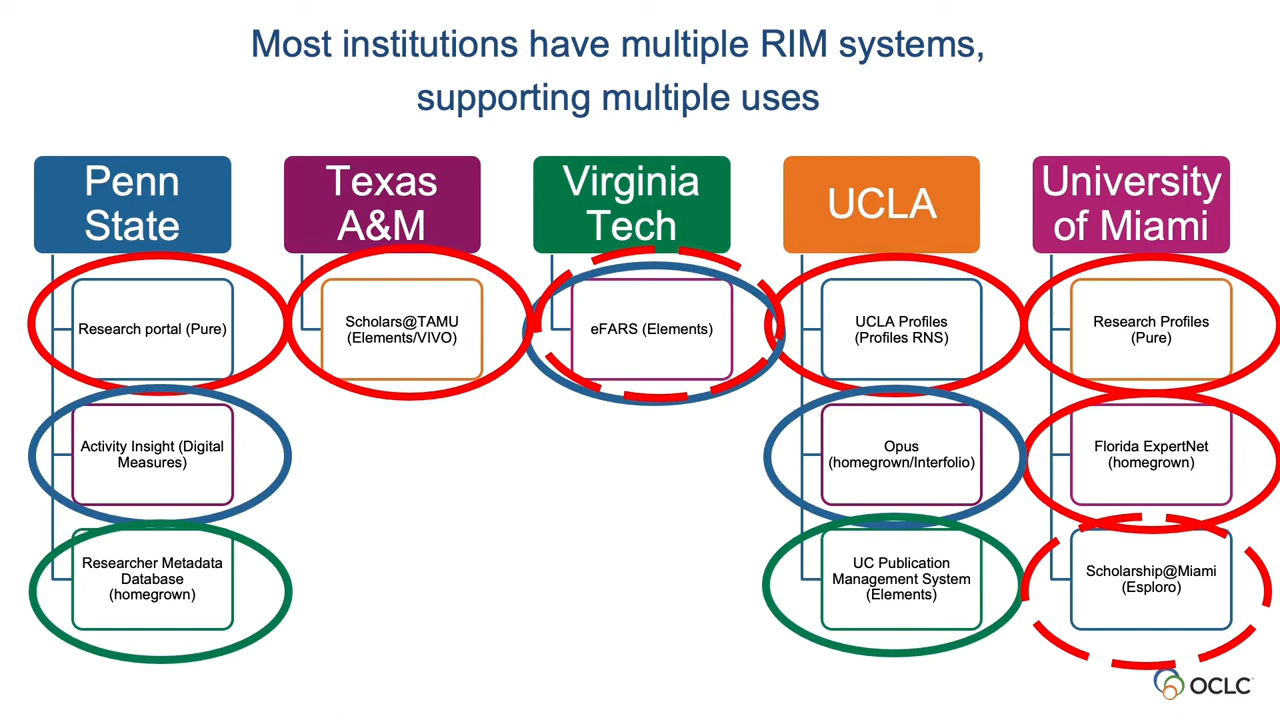 Most institutions have multiple RIM systems,
supporting multiple uses
Penn
State
Research portal (Pure)
Activity Insight (Digital
Measures)
Researcher Metadata
Database
(homegrown)
Texas
A&M
Scholars@TAMU
(Elements/VIVO)
Virginia
Tech
eFARS (Elements)
UCLA
UCLA Profiles
(Profiles RNS)
Opus
(homegrown/Interfolio)
UC Publication
Management System
(Elements)
University
of Miami
Research Profiles
(Pure)
Florida ExpertNet
(homegrown)
Scholarship@Miami
(Esploro)
OCLC